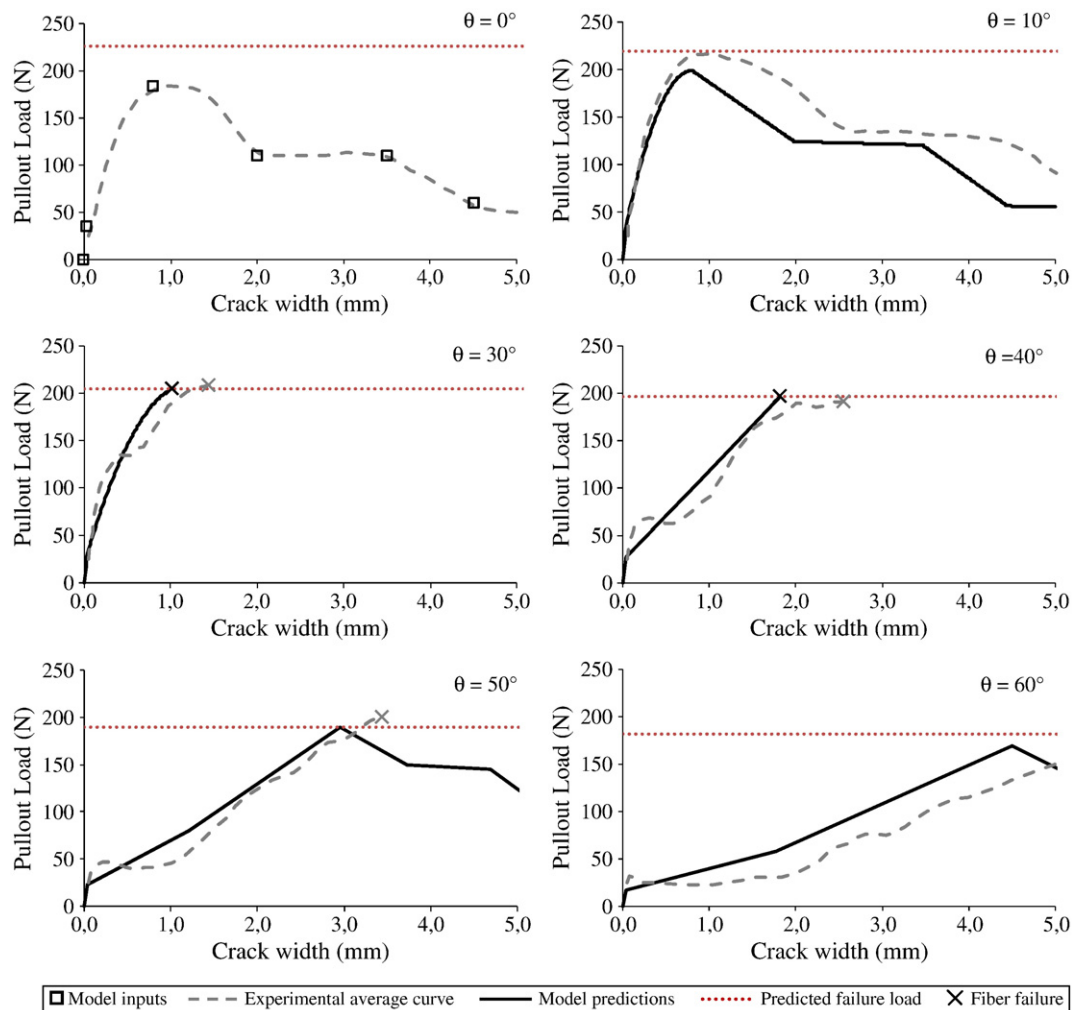 θ = 0°
Pullout Load (N)
250
200
150
100
50
0
0,0 1,0 2,0 3,0 4,0 5,0
Crack width (mm)
θ = 10°
Pullout Load (N)
250
200
150
100
50
0
0,0 1,0 2,0 3,0 4,0 5,0
Crack width (mm)
θ = 30°
Pullout Load (N)
250
200
150
100
50
0
0,0 1,0 2,0 3,0 4,0 5,0
Crack width (mm)
θ =40°
Pullout Load (N)
250
200
150
100
50
0
0,0 1,0 2,0 3,0 4,0 5,0
Crack width (mm)
θ = 50°
Pullout Load (N)
250
200
150
100
50
0
0,0 1,0 2,0 3,0 4,0 5,0
Crack width (mm)
θ = 60°
Pullout Load (N)
250
200
150
100
50
0
0,0 1,0 2,0 3,0 4,0 5,0
Crack width (mm)
Model inputs Experimental average curve Model predictions Predicted failure load Fiber failure